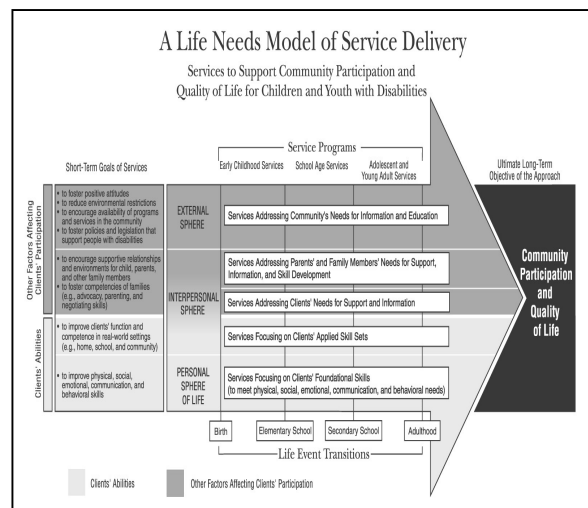 A Life Needs Model of Service Delivery
Services to Support Community Participation and
Quality of Life for Children and Youth with Disabilities
Service Programs
Short-Term Goals of Services
Early Childhood Services
School Age Services
Adolescent and
Young Adult Services
Ultimate Long-Term
Objective of the Approach
Other Factors Affecting
Clients' Participation
• to foster positive attitudes
• to reduce environmental restrictions
• to encourage availability of programs
and services in the community
• to foster policies and legislation that
support people with disabilities
EXTERNAL
SPHERE
Services Addressing Community's Needs for Information and Education
• to encourage supportive relationships
and environments for child, parents,
and other family members
• to foster competencies of families
(e.g., advocacy, parenting, and
negotiating skills)
INTERPERSONAL
SPHERE
Services Addressing Parents' and Family Members' Needs for Support,
Information, and Skill Development
Services Addressing Clients' Needs for Support and Information
Clients' Abilities
• to improve clients' function and
competence in real-world settings
(e.g., home, school, and community)
Services Focusing on Clients' Applied Skill Sets
• to improve physical, social,
emotional, communication, and
behavioral skills
PERSONAL
SPHERE
OF LIFE
Services Focusing on Clients' Foundational Skills
(to meet physical, social, emotional, communication, and behavioral needs)
Community
Participation
and
Quality
of Life
Birth
Elementary School
Secondary School
Adulthood
Life Event Transitions
Clients' Abilities
Other Factors Affecting Clients' Participation